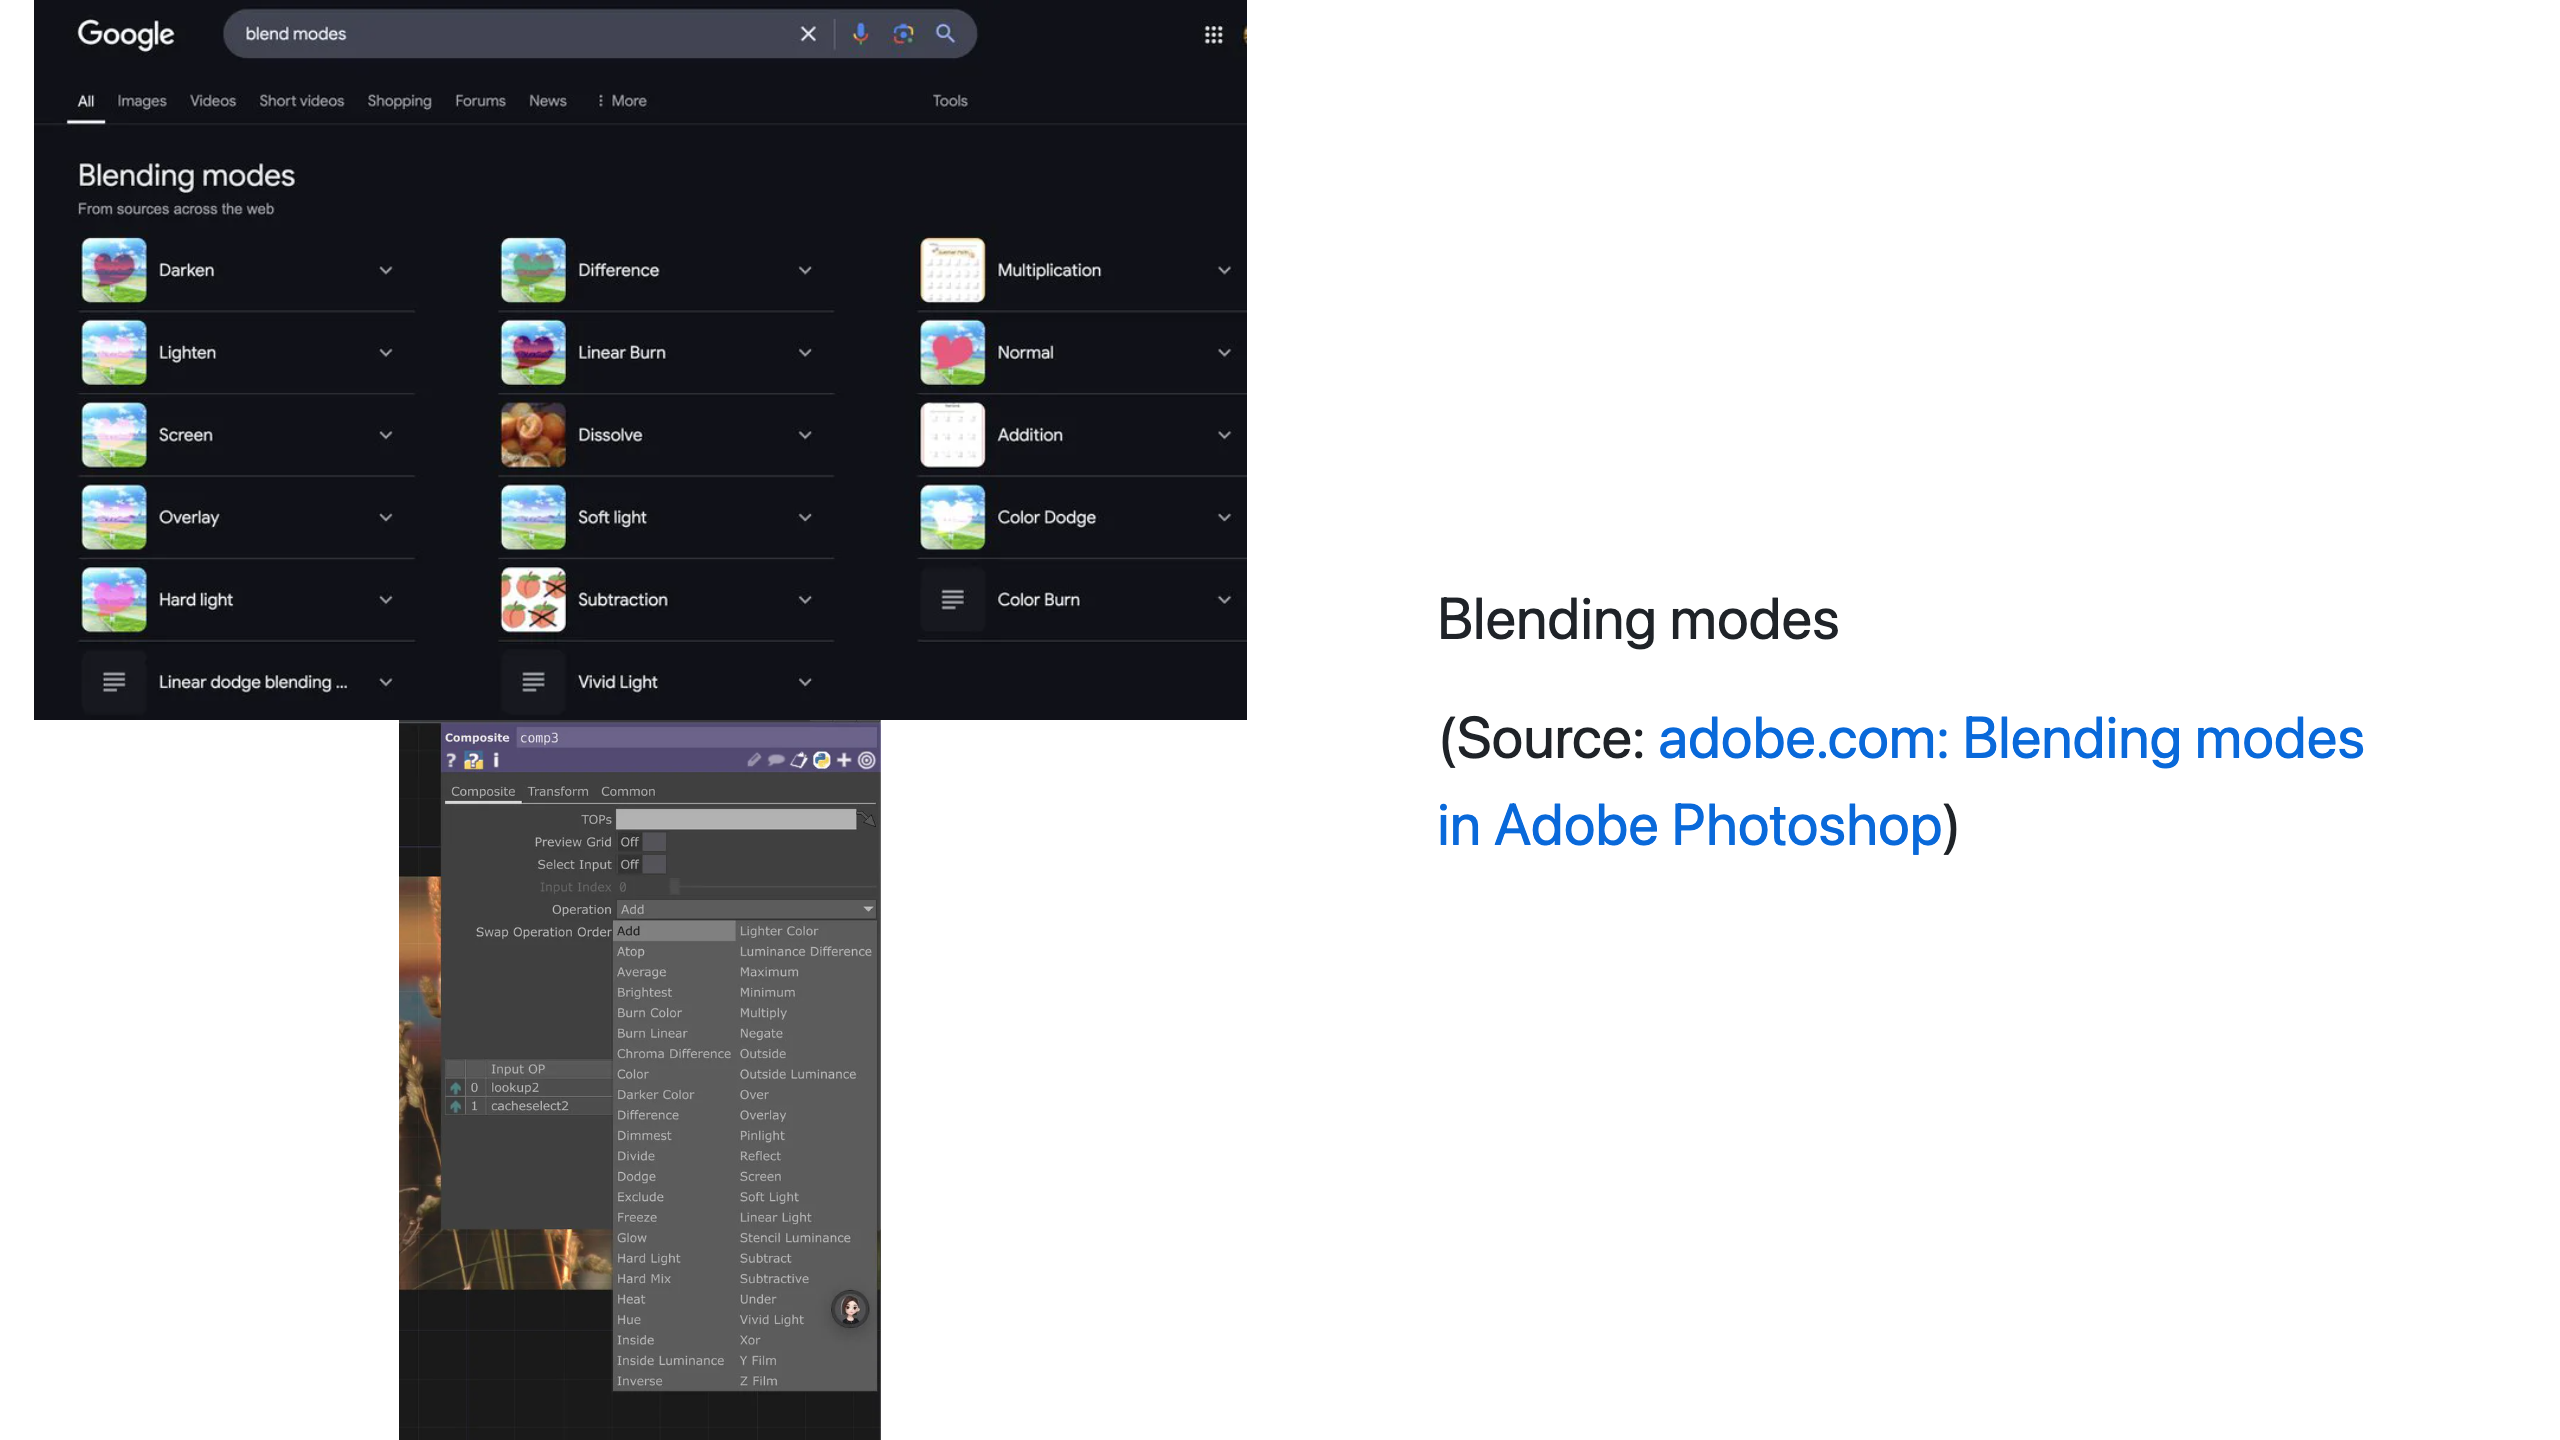 Google
blend modes
All Images Videos Short videos Shopping Forums News More
Tools
Blending modes
From sources across the web
Darken
Difference
Multiplication
Lighten
Linear Burn
Normal
Screen
Dissolve
Addition
Overlay
Soft light
Color Dodge
Hard light
Subtraction
Color Burn
Linear dodge blending ...
Vivid Light
Composite comp3
? ? i
Composite Transform Common
TOPs
Preview Grid Off
Select Input Off
Input Index 0
Operation Add
Swap Operation Order
Add Lighter Color
Atop Luminance Difference
Average Maximum
Brightest Minimum
Burn Color Multiply
Burn Linear Negate
Chroma Difference Outside
Color Outside Luminance
Darker Color Over
Difference Overlay
Dimmest Pinlight
Divide Reflect
Dodge Screen
Exclude Soft Light
Freeze Linear Light
Glow Stencil Luminance
Hard Light Subtract
Hard Mix Subtractive
Heat Under
Hue Vivid Light
Inside Xor
Inside Luminance Y Film
Inverse Z Film
Input OP
0 lookup2
1 cacheselect2
Blending modes
(Source: adobe.com: Blending modes
in Adobe Photoshop)